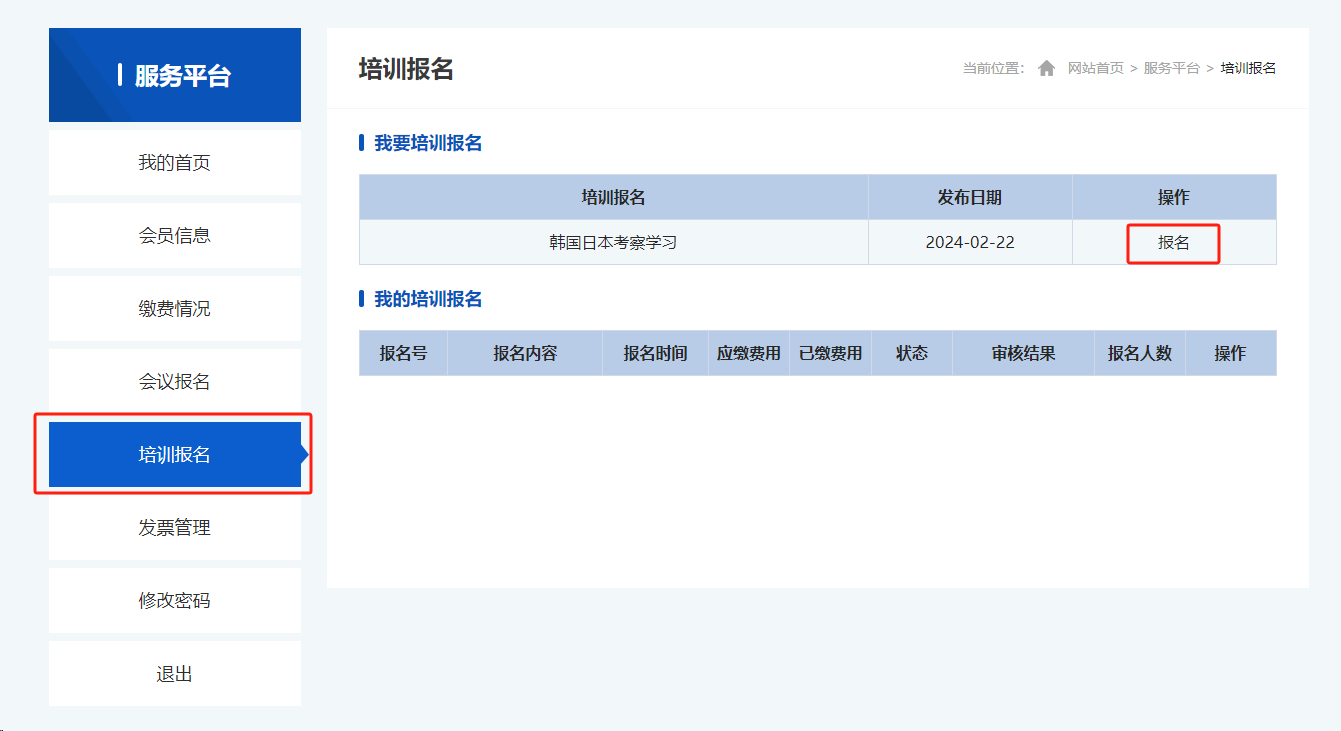 服务平台
我的首页
会员信息
缴费情况
会议报名
培训报名
发票管理
修改密码
退出
培训报名
当前位置： 网站首页 > 服务平台 > 培训报名
我要培训报名
培训报名 发布日期 操作
韩国日本考察学习 2024-02-22 报名
我的培训报名
报名号 报名内容 报名时间 应缴费用 已缴费用 状态 审核结果 报名人数 操作